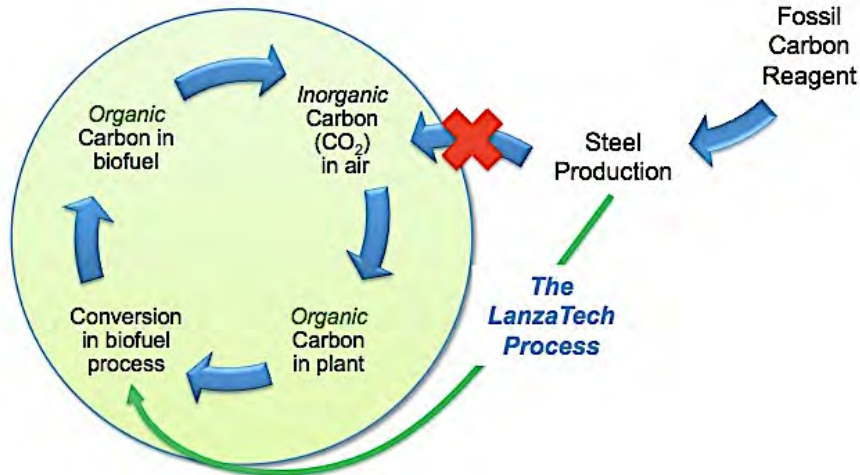 Fossil
Carbon
Reagent
Organic
Carbon in
biofuel
Inorganic
Carbon
(CO₂)
in air
Steel
Production
Conversion
in biofuel
process
Organic
Carbon
in plant
The
LanzaTech
Process